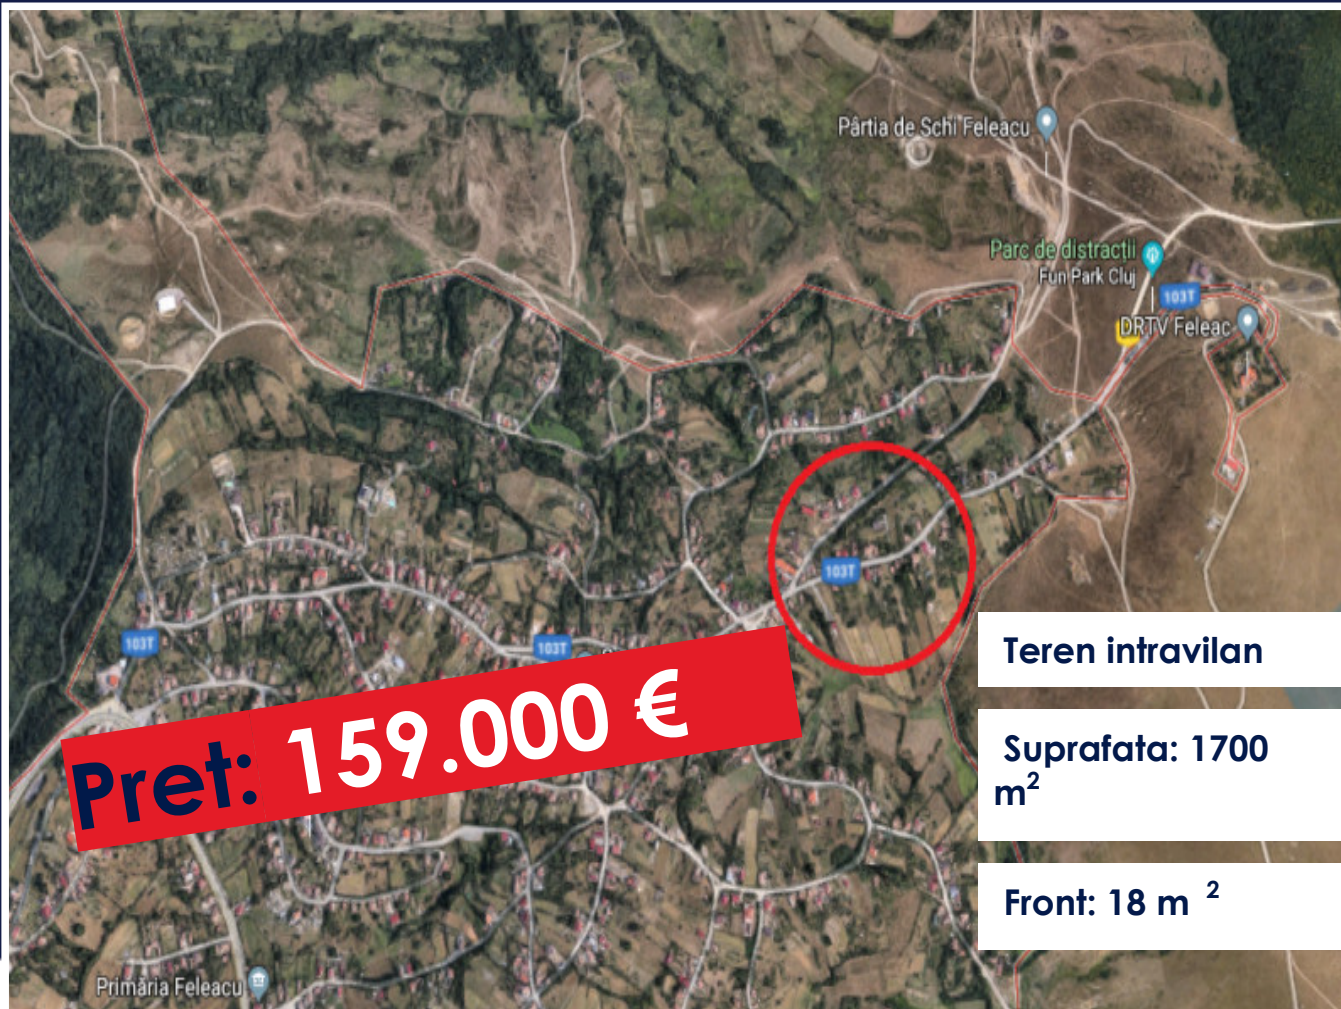 Pârtia de Schi Feleacu
Parc de distracții
Fun Park Cluj
103T
DRTV Feleac
103T
103T
103T
Teren intravilan
Pret: 159.000 €
Suprafata: 1700
m²
Front: 18 m ²
Primăria Feleacu